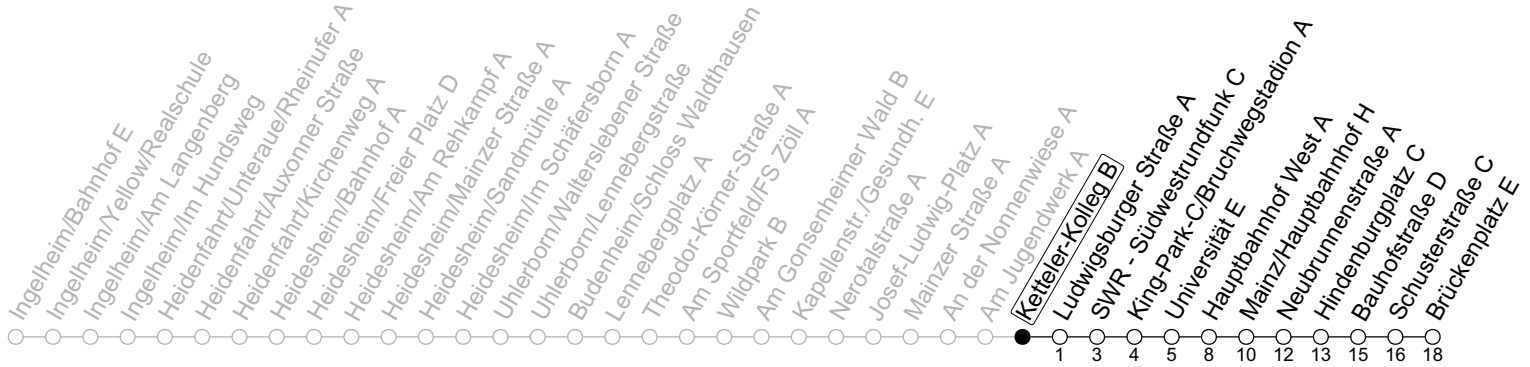 Ingelheim/Bahnhof E
Ingelheim/Yellow/Realschule
Ingelheim/Am Langenberg
Ingelheim/Im Hundsweg
Heidenfahrt/Unteraue/Rheinufer A
Heidenfahrt/Auxonner Straße
Heidenfahrt/Kirchenweg A
Heidesheim/Bahnhof A
Heidesheim/Freier Platz D
Heidesheim/Am Rehkampf A
Heidesheim/Mainzer Straße A
Heidesheim/Sandmühle A
Heidesheim/Im Schäfersborn A
Uhlerborn/Walterslebener Straße
Uhlerborn/Lennebergstraße
Budenheim/Schloss Waldthausen
Lennebergplatz A
Theodor-Körner-Straße A
Am Sportfeld/FS Zöll A
Wildpark B
Am Gonsenheimer Wald B
Kapellenstr./Gesundh. E
Nerotalstraße A
Josef-Ludwig-Platz A
Mainzer Straße A
An der Nonnenwiese A
Am Jugendwerk A
Ketteler-Kolleg B
Ludwigsburger Straße A
SWR - Südwestrundfunk C
King-Park-C/Bruchwegstadion A
Universität E
Hauptbahnhof West A
Mainz/Hauptbahnhof H
Neubrunnenstraße A
Hindenburgplatz C
Bauhofstraße D
Schusterstraße C
Brückenplatz E
1 3 4 5 8 10 12 13 15 16 18